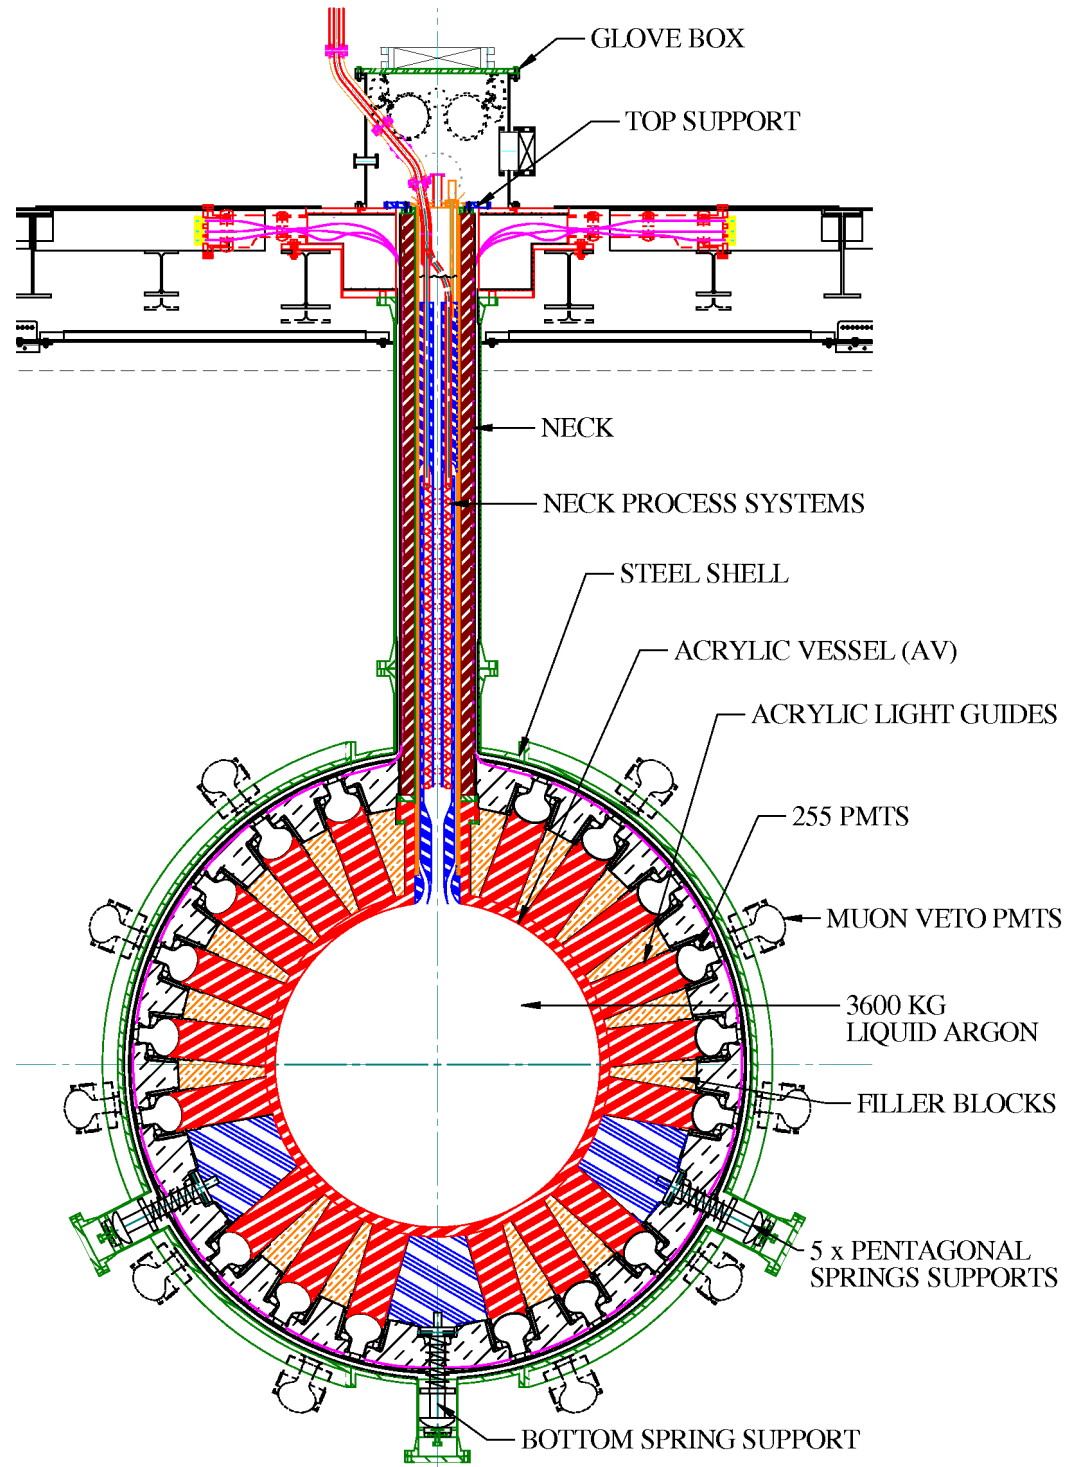 GLOVE BOX
TOP SUPPORT
NECK
NECK PROCESS SYSTEMS
STEEL SHELL
ACRYLIC VESSEL (AV)
ACRYLIC LIGHT GUIDES
255 PMTS
MUON VETO PMTS
3600 KG
LIQUID ARGON
FILLER BLOCKS
5 x PENTAGONAL
SPRINGS SUPPORTS
BOTTOM SPRING SUPPORT